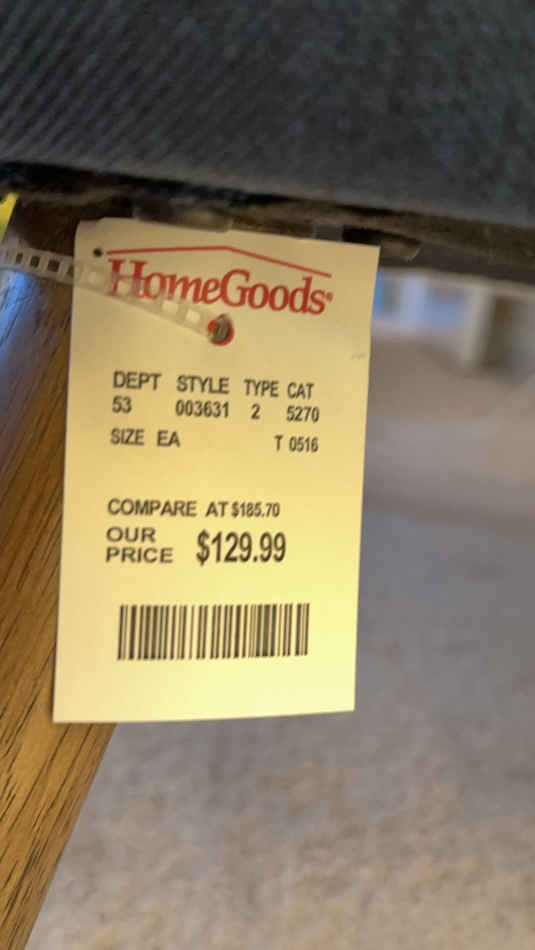 HomeGoods®
DEPT STYLE TYPE CAT
53 003631 2 5270
SIZE EA T 0516
COMPARE AT $185.70
OUR
PRICE $129.99